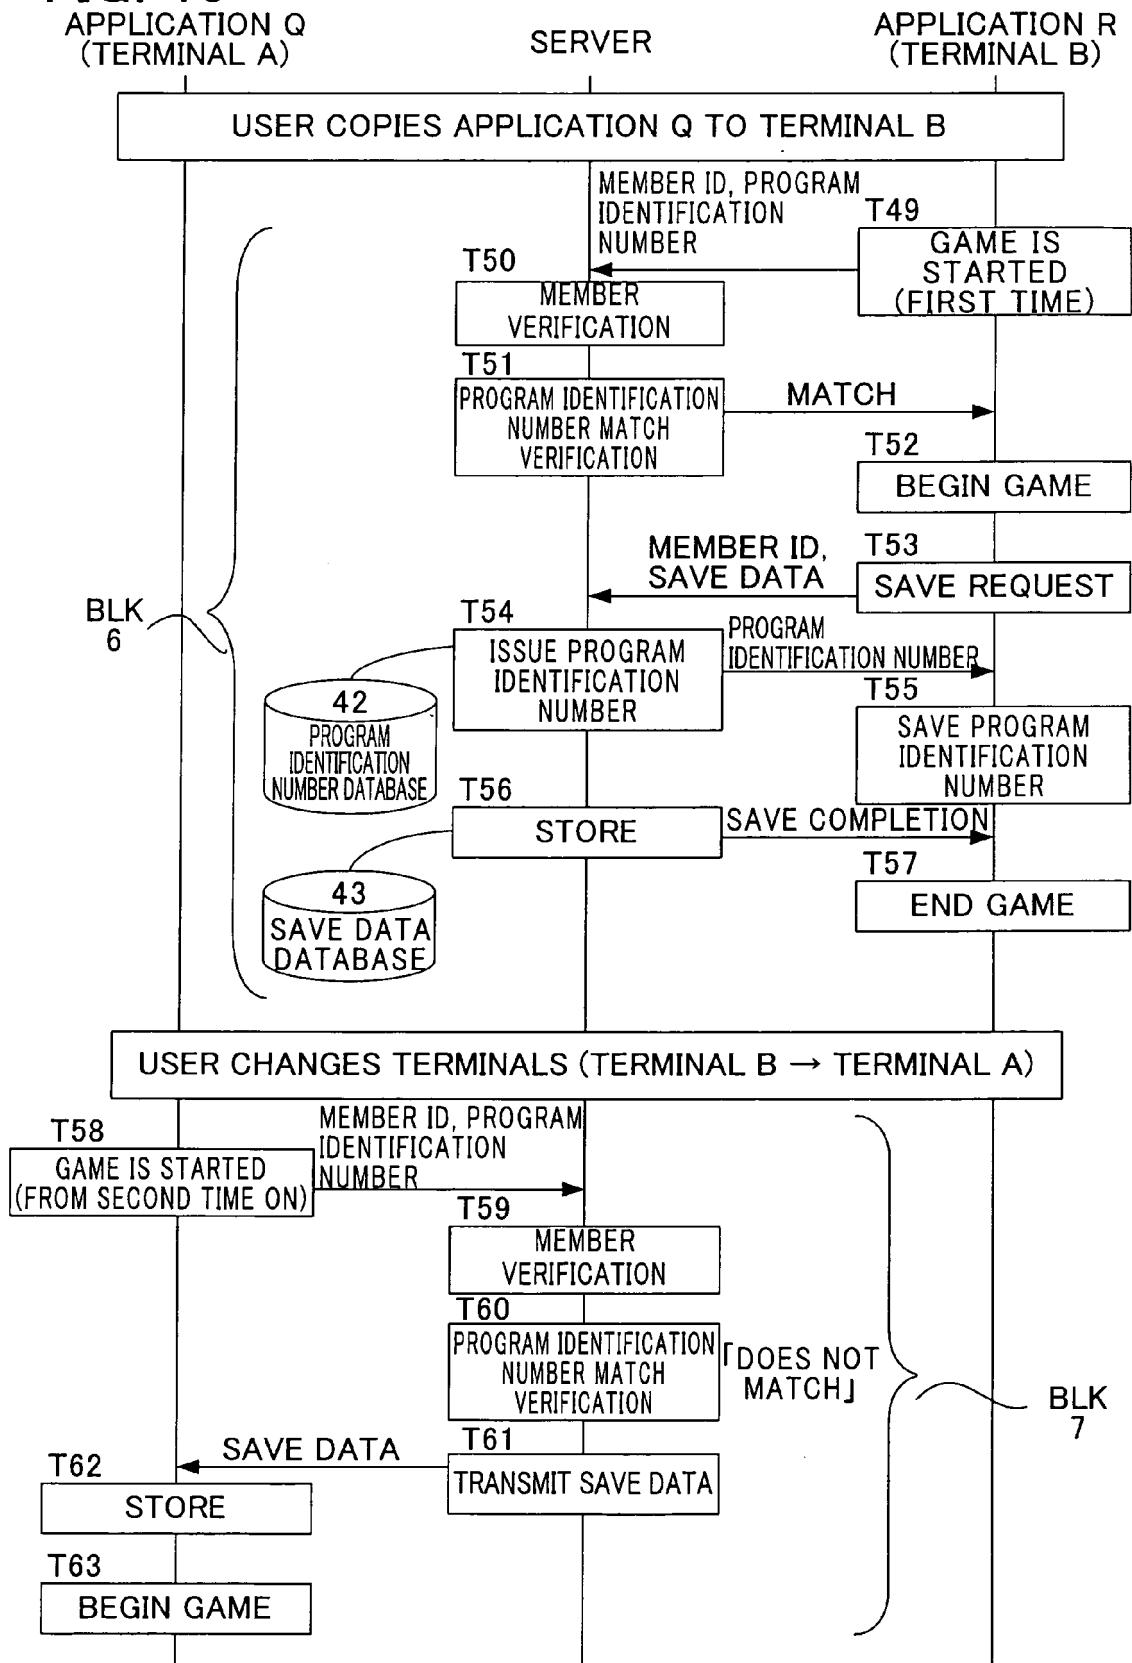 APPLICATION Q
(TERMINAL A)
SERVER
APPLICATION R
(TERMINAL B)
USER COPIES APPLICATION Q TO TERMINAL B
MEMBER ID, PROGRAM
IDENTIFICATION
NUMBER
T49
GAME IS
STARTED
(FIRST TIME)
T50
MEMBER
VERIFICATION
T51
PROGRAM IDENTIFICATION
NUMBER MATCH
VERIFICATION
MATCH
T52
BEGIN GAME
MEMBER ID,
SAVE DATA
T53
SAVE REQUEST
BLK
6
T54
ISSUE PROGRAM
IDENTIFICATION
NUMBER
PROGRAM
IDENTIFICATION NUMBER
42
PROGRAM
IDENTIFICATION
NUMBER DATABASE
T55
SAVE PROGRAM
IDENTIFICATION
NUMBER
T56
STORE
SAVE COMPLETION
43
SAVE DATA
DATABASE
T57
END GAME
USER CHANGES TERMINALS (TERMINAL B → TERMINAL A)
T58
GAME IS STARTED
(FROM SECOND TIME ON)
MEMBER ID, PROGRAM
IDENTIFICATION
NUMBER
T59
MEMBER
VERIFICATION
T60
PROGRAM IDENTIFICATION
NUMBER MATCH
VERIFICATION
「DOES NOT
MATCH」
BLK
7
T61
TRANSMIT SAVE DATA
SAVE DATA
T62
STORE
T63
BEGIN GAME